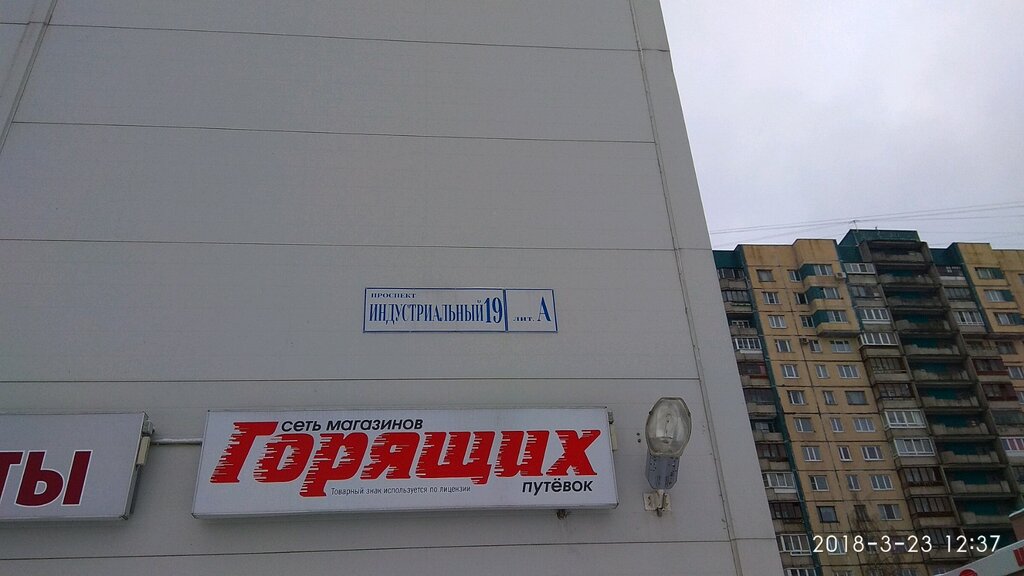 ПРОСПЕКТ
ИНДУСТРИАЛЬНЫЙ 19 ЛИТ. А
ТЫ
сеть магазинов
Горящих
путёвок
Товарный знак используется по лицензии
2018-3-23 12:37